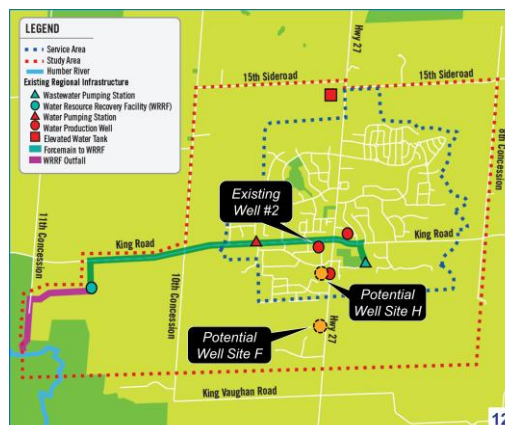 LEGEND
Service Area
Study Area
Humber River
Existing Regional Infrastructure
Wastewater Pumping Station
Water Resource Recovery Facility (WRRF)
Water Pumping Station
Water Production Well
Elevated Water Tank
Forcemain to WRRF
WRRF Outfall
Hwy 27
15th Sideroad
15th Sideroad
8th Concession
11th Concession
Existing
Well #2
King Road
King Road
10th Concession
Potential
Well Site H
Potential
Well Site F
Hwy 27
King Vaughan Road
12